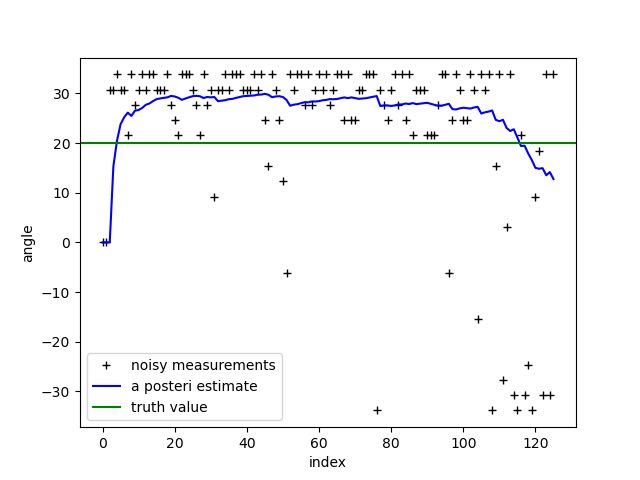 30
20
10
0
−10
−20
−30
angle
noisy measurements
a posteri estimate
truth value
0 20 40 60 80 100 120
index